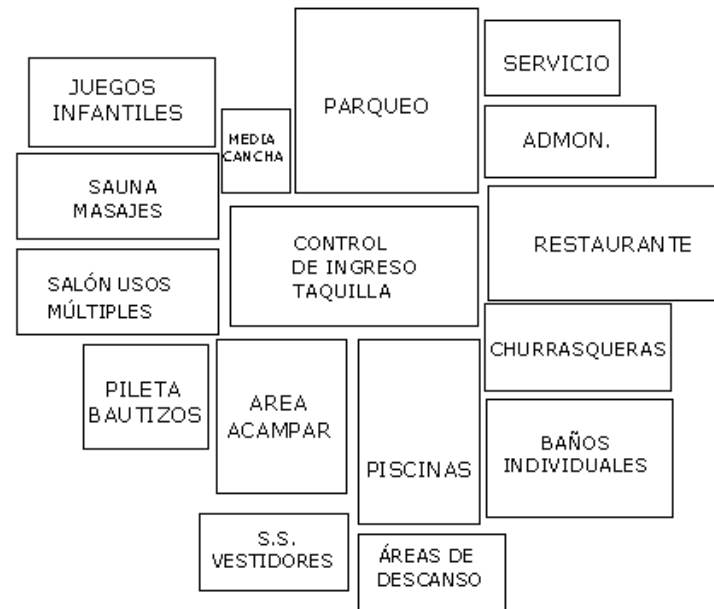 JUEGOS
INFANTILES
MEDIA
CANCHA
PARQUEO
SERVICIO
ADMON.
SAUNA
MASAJES
CONTROL
DE INGRESO
TAQUILLA
RESTAURANTE
SALÓN USOS
MÚLTIPLES
CHURRASQUERAS
PILETA
BAUTIZOS
AREA
ACAMPAR
PISCINAS
BAÑOS
INDIVIDUALES
S.S.
VESTIDORES
ÁREAS DE
DESCANSO